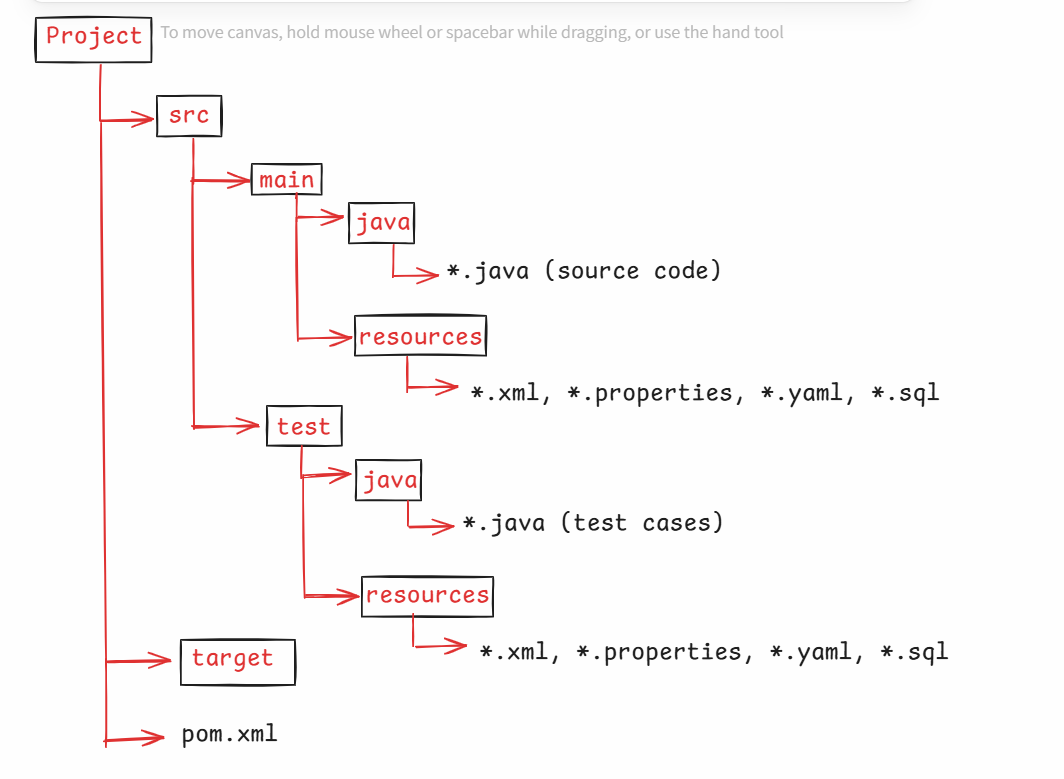 Project
To move canvas, hold mouse wheel or spacebar while dragging, or use the hand tool
src
main
java
*.java (source code)
resources
*.xml, *.properties, *.yaml, *.sql
test
java
*.java (test cases)
resources
*.xml, *.properties, *.yaml, *.sql
target
pom.xml